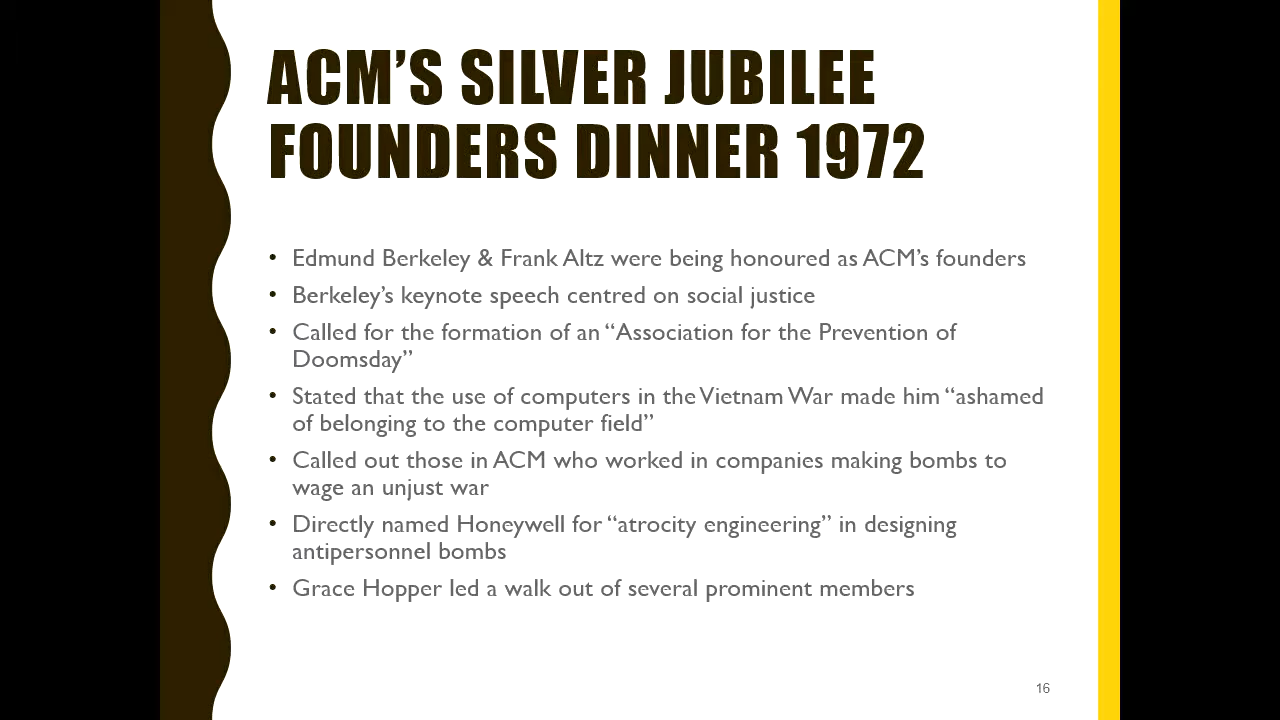 ACM’S SILVER JUBILEE
FOUNDERS DINNER 1972
• Edmund Berkeley & Frank Altz were being honoured as ACM’s founders
• Berkeley’s keynote speech centred on social justice
• Called for the formation of an “Association for the Prevention of
Doomsday”
• Stated that the use of computers in the Vietnam War made him “ashamed
of belonging to the computer field”
• Called out those in ACM who worked in companies making bombs to
wage an unjust war
• Directly named Honeywell for “atrocity engineering” in designing
antipersonnel bombs
• Grace Hopper led a walk out of several prominent members
16